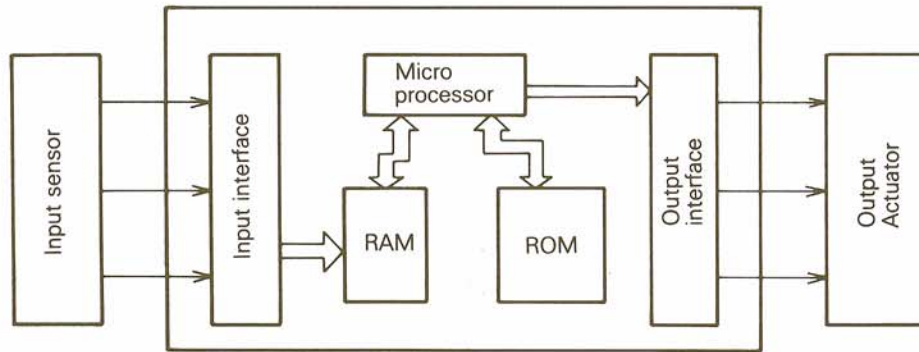 Input sensor
Input interface
Micro
processor
RAM
ROM
Output
interface
Output
Actuator